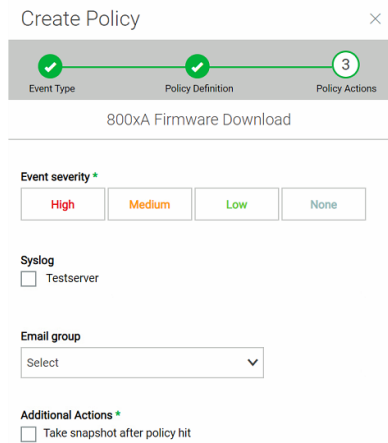 Create Policy
3
Event Type Policy Definition Policy Actions
800xA Firmware Download
Event severity *
High Medium Low None
Syslog
Testserver
Email group
Select
Additional Actions *
Take snapshot after policy hit